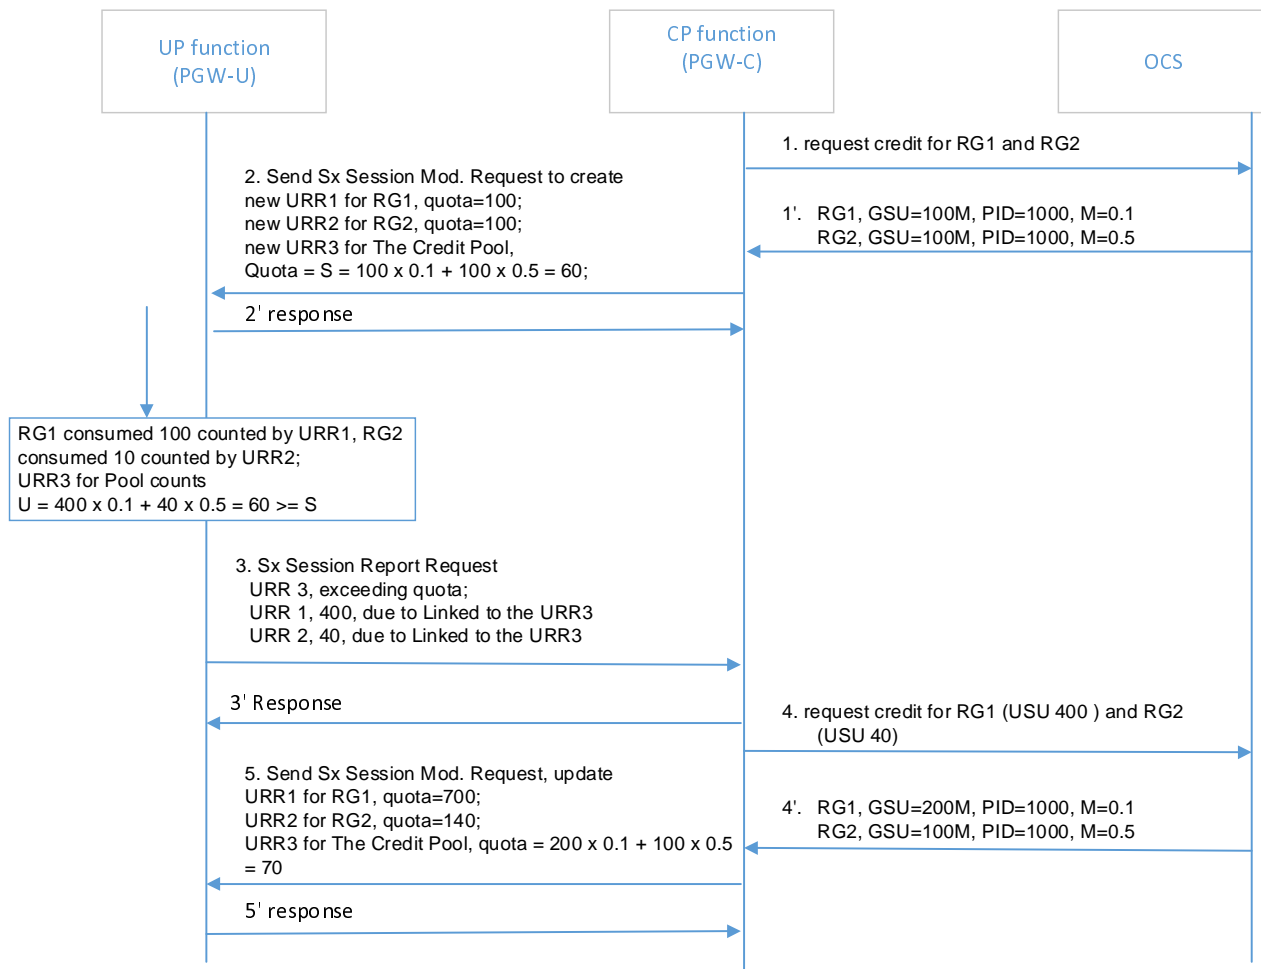 UP function
(PGW-U)
CP function
(PGW-C)
OCS
1. request credit for RG1 and RG2
2. Send Sx Session Mod. Request to create
new URR1 for RG1, quota=100;
new URR2 for RG2, quota=100;
new URR3 for The Credit Pool,
Quota = S = 100 x 0.1 + 100 x 0.5 = 60;
1'. RG1, GSU=100M, PID=1000, M=0.1
RG2, GSU=100M, PID=1000, M=0.5
2' response
RG1 consumed 100 counted by URR1, RG2
consumed 10 counted by URR2;
URR3 for Pool counts
U = 400 x 0.1 + 40 x 0.5 = 60 >= S
3. Sx Session Report Request
URR 3, exceeding quota;
URR 1, 400, due to Linked to the URR3
URR 2, 40, due to Linked to the URR3
3' Response
4. request credit for RG1 (USU 400 ) and RG2
(USU 40)
5. Send Sx Session Mod. Request, update
URR1 for RG1, quota=700;
URR2 for RG2, quota=140;
URR3 for The Credit Pool, quota = 200 x 0.1 + 100 x 0.5
= 70
4'. RG1, GSU=200M, PID=1000, M=0.1
RG2, GSU=100M, PID=1000, M=0.5
5' response